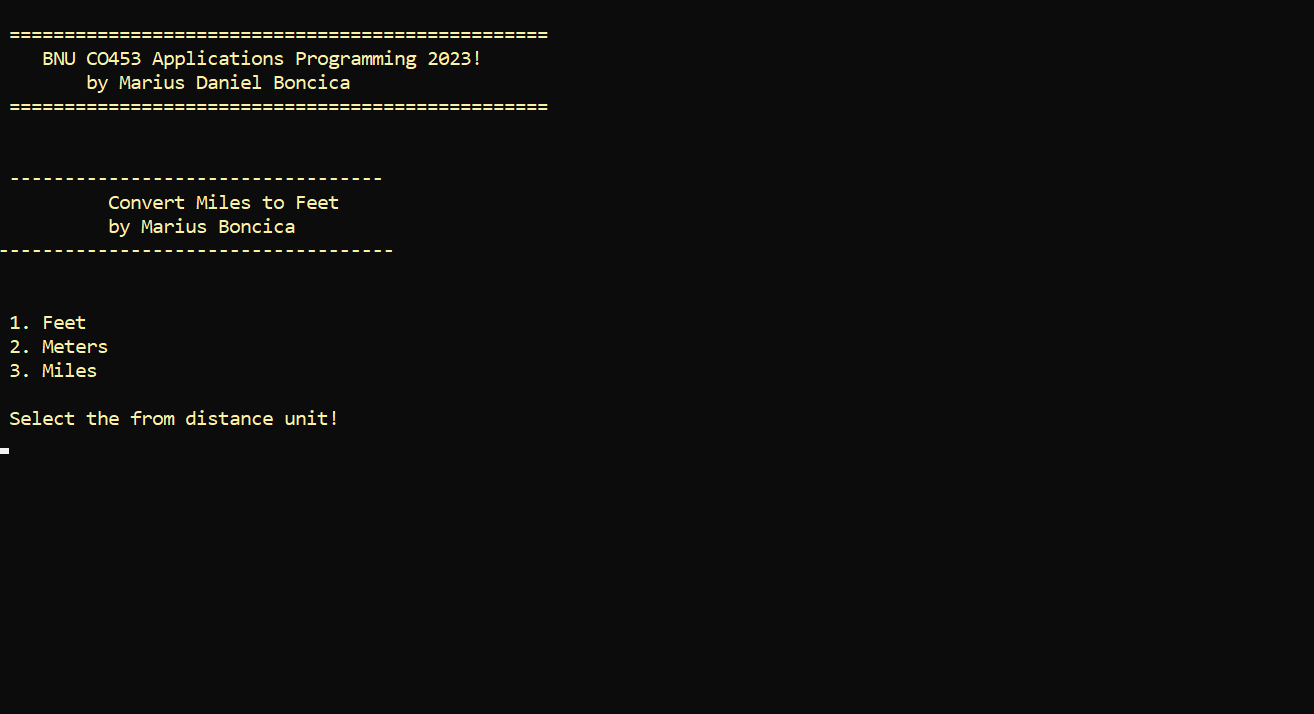 =================================================
BNU CO453 Applications Programming 2023!
by Marius Daniel Boncica
=================================================
----------------------------------
Convert Miles to Feet
by Marius Boncica
------------------------------------
1. Feet
2. Meters
3. Miles
Select the from distance unit!